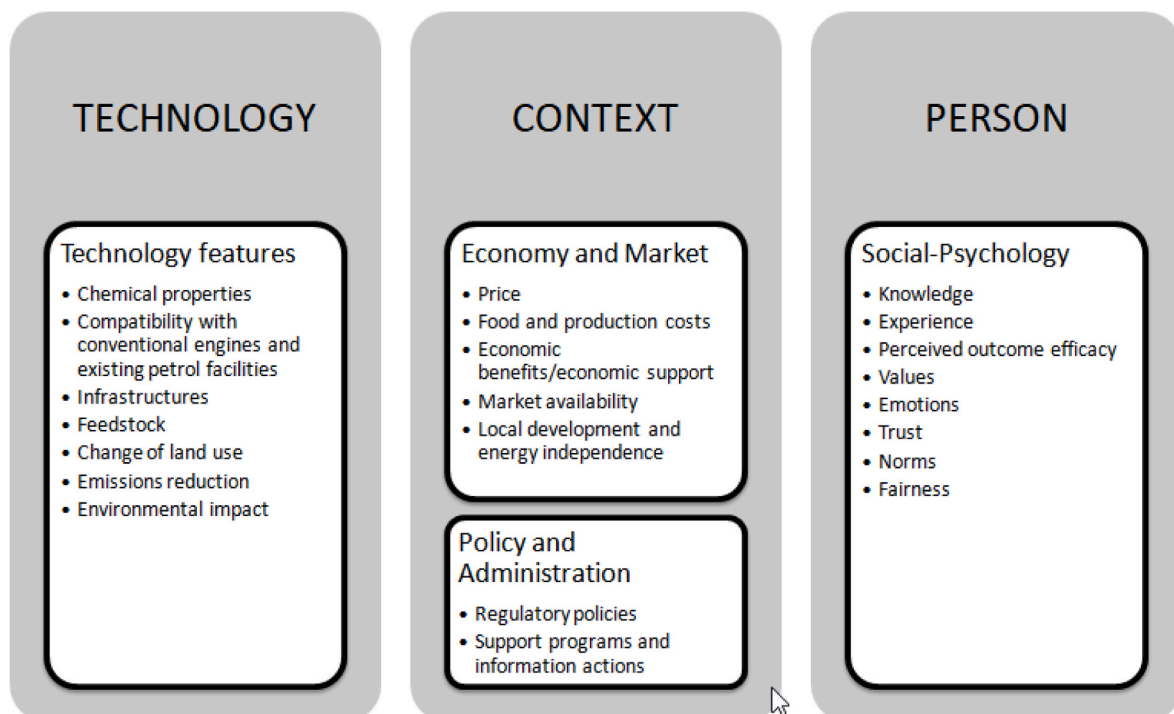 TECHNOLOGY
Technology features
• Chemical properties
• Compatibility with
conventional engines and
existing petrol facilities
• Infrastructures
• Feedstock
• Change of land use
• Emissions reduction
• Environmental impact
CONTEXT
Economy and Market
• Price
• Food and production costs
• Economic
benefits/economic support
• Market availability
• Local development and
energy independence
Policy and
Administration
• Regulatory policies
• Support programs and
information actions
PERSON
Social-Psychology
• Knowledge
• Experience
• Perceived outcome efficacy
• Values
• Emotions
• Trust
• Norms
• Fairness